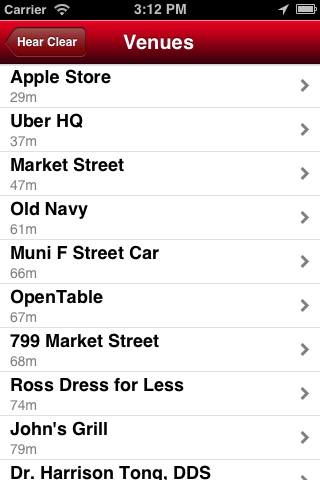 Carrier 3:12 PM
Hear Clear Venues
Apple Store
29m
Uber HQ
37m
Market Street
47m
Old Navy
61m
Muni F Street Car
66m
OpenTable
67m
799 Market Street
68m
Ross Dress for Less
74m
John's Grill
79m
Dr. Harrison Tong, DDS